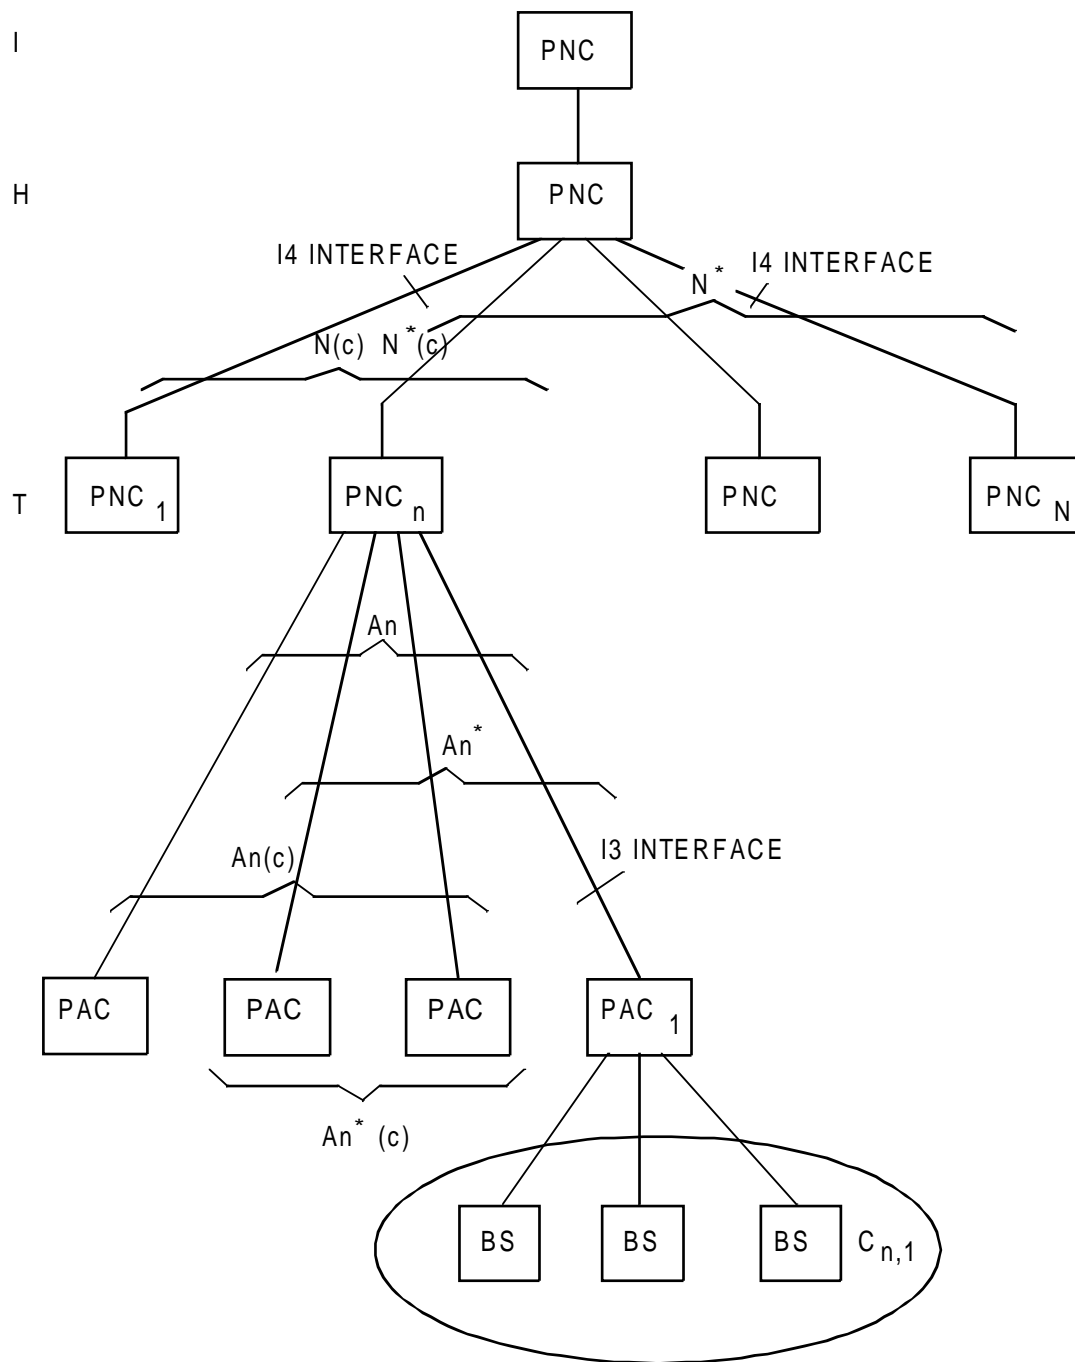 I
PNC
H
PNC
I4 INTERFACE
N* I4 INTERFACE
N(c) N*(c)
T
PNC 1
PNC n
PNC
PNC N
An
An*
An(c)
I3 INTERFACE
PAC
PAC
PAC
PAC 1
An* (c)
BS
BS
BS
C n,1